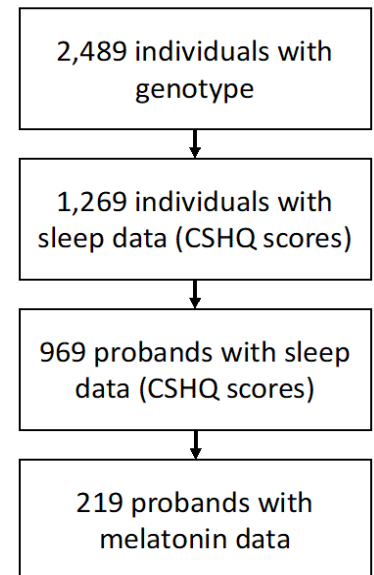 2,489 individuals with
genotype
1,269 individuals with
sleep data (CSHQ scores)
969 probands with sleep
data (CSHQ scores)
219 probands with
melatonin data